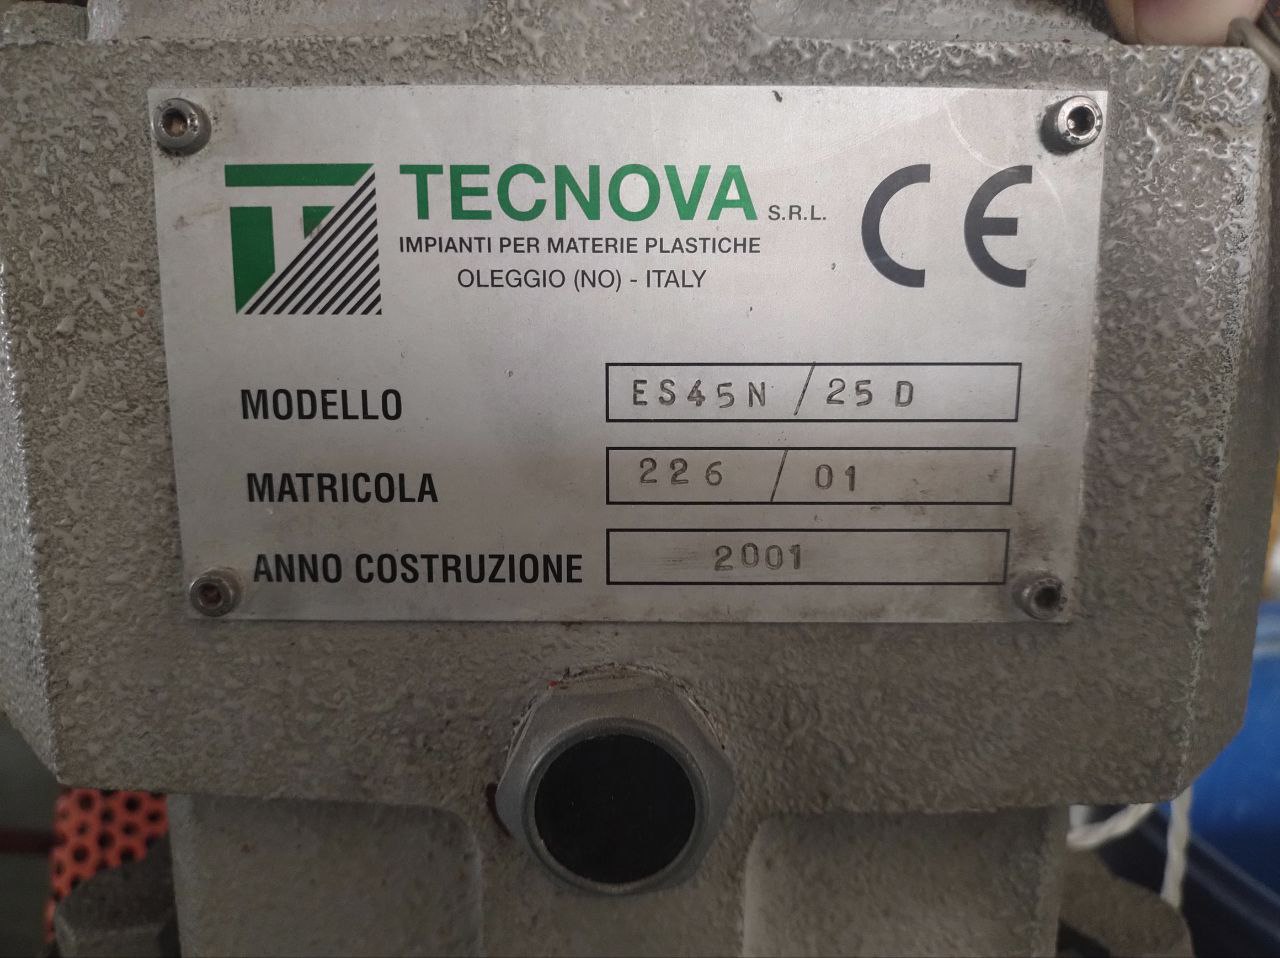 TECNOVA S.R.L.
IMPIANTI PER MATERIE PLASTICHE
OLEGGIO (NO) - ITALY
CE
MODELLO ES45N / 25 D
MATRICOLA 226 / 01
ANNO COSTRUZIONE 2001